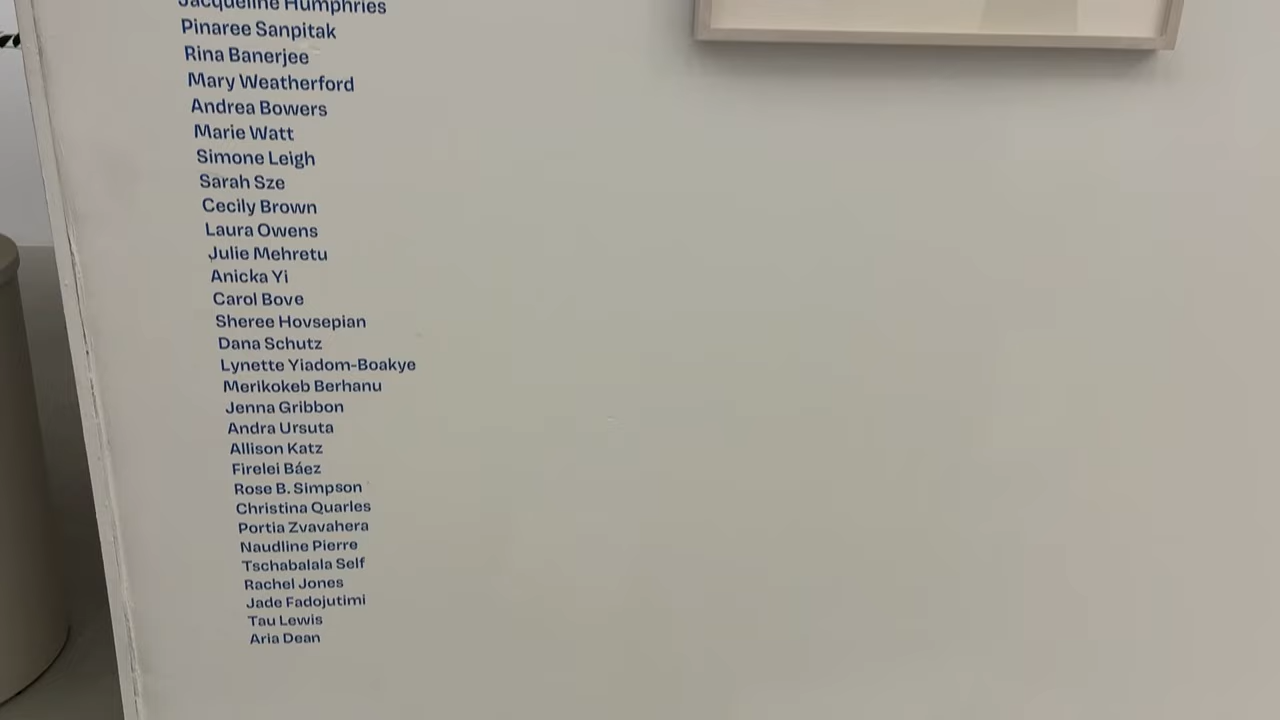 Jacqueline Humphries
Pinaree Sanpitak
Rina Banerjee
Mary Weatherford
Andrea Bowers
Marie Watt
Simone Leigh
Sarah Sze
Cecily Brown
Laura Owens
Julie Mehretu
Anicka Yi
Carol Bove
Sheree Hovsepian
Dana Schutz
Lynette Yiadom-Boakye
Merikokeb Berhanu
Jenna Gribbon
Andra Ursuta
Allison Katz
Firelei Báez
Rose B. Simpson
Christina Quarles
Portia Zvavahera
Naudline Pierre
Tschabalala Self
Rachel Jones
Jade Fadojutimi
Tau Lewis
Aria Dean